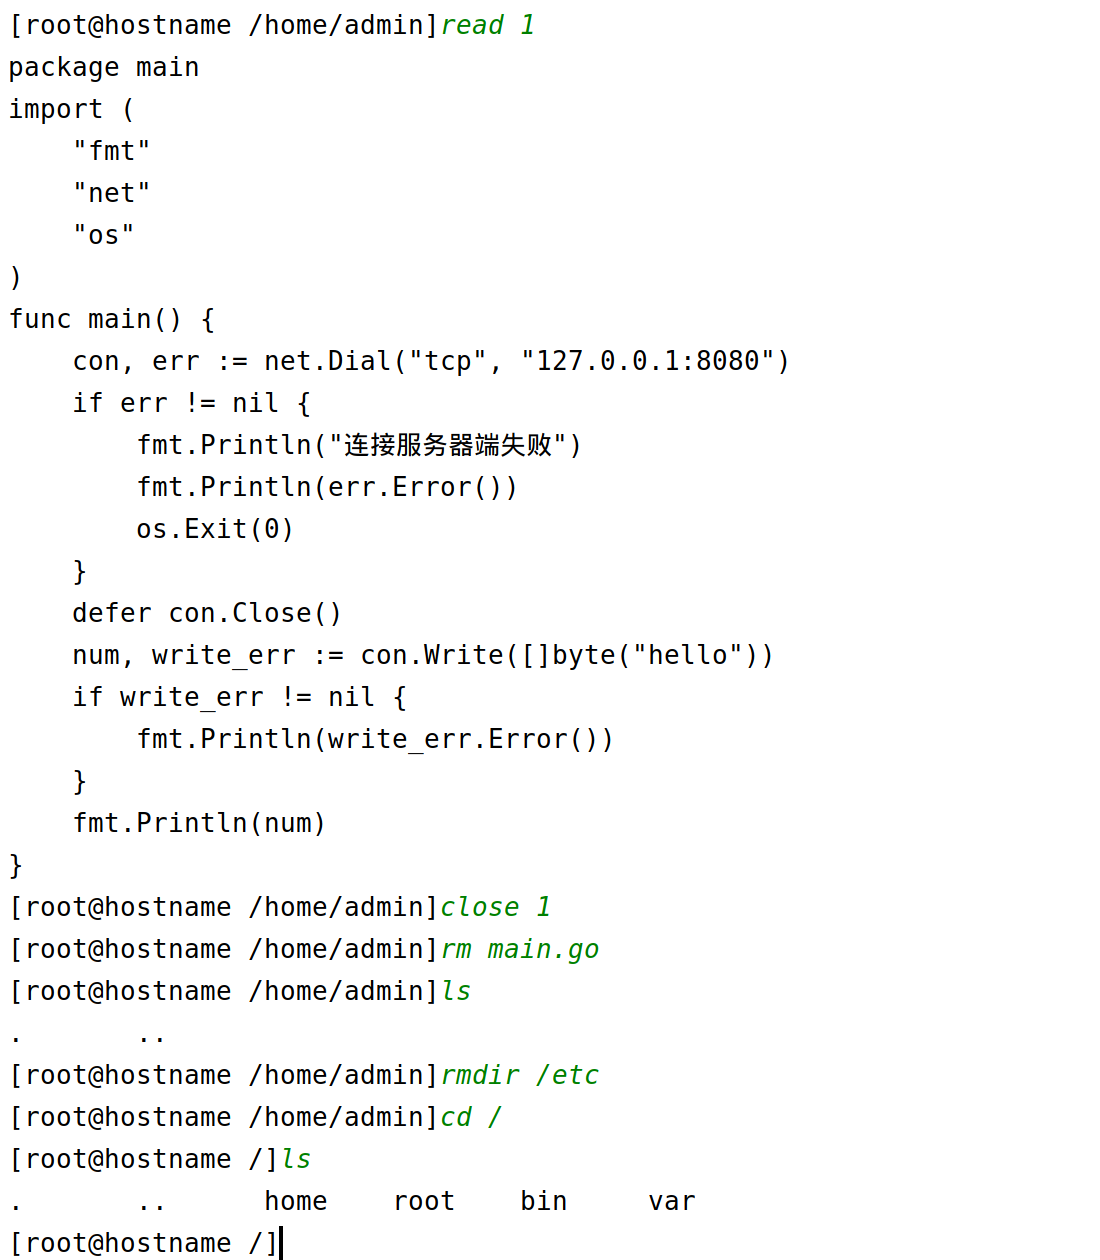 [root@hostname /home/admin]read 1
package main
import (
    "fmt"
    "net"
    "os"
)
func main() {
    con, err := net.Dial("tcp", "127.0.0.1:8080")
    if err != nil {
        fmt.Println("连接服务器端失败")
        fmt.Println(err.Error())
        os.Exit(0)
    }
    defer con.Close()
    num, write_err := con.Write([]byte("hello"))
    if write_err != nil {
        fmt.Println(write_err.Error())
    }
    fmt.Println(num)
}
[root@hostname /home/admin]close 1
[root@hostname /home/admin]rm main.go
[root@hostname /home/admin]ls
.       ..
[root@hostname /home/admin]rmdir /etc
[root@hostname /home/admin]cd /
[root@hostname /]ls
.       ..      home    root    bin     var
[root@hostname /]